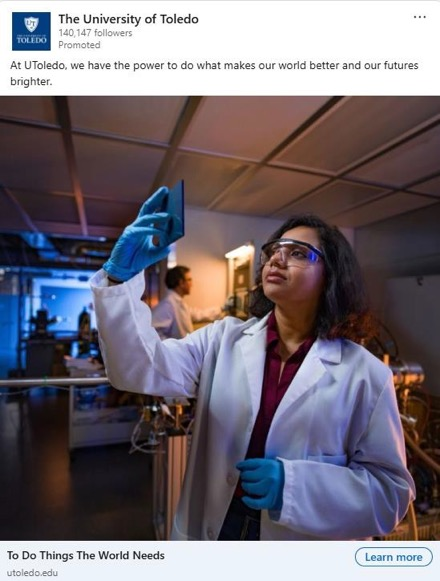 UT
TOLEDO
The University of Toledo
140,147 followers
Promoted
At UToledo, we have the power to do what makes our world better and our futures
brighter.
To Do Things The World Needs
Learn more
utoledo.edu